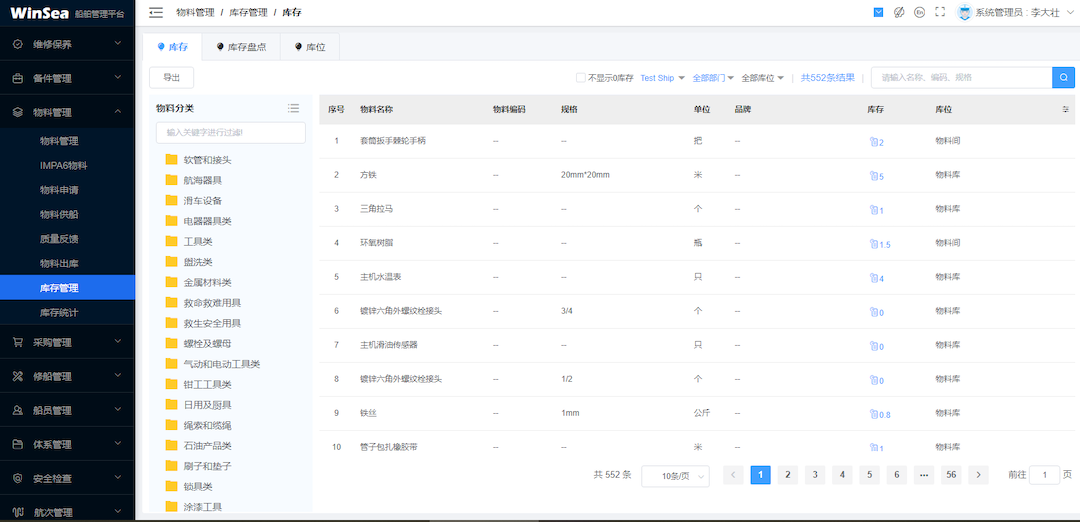 WinSea 船舶管理平台
物料管理 / 库存管理 / 库存
En
系统管理员 : 李大壮
维修保养
备件管理
物料管理
物料管理
IMPA6物料
物料申请
物料供船
质量反馈
物料出库
库存管理
库存统计
采购管理
修船管理
船员管理
体系管理
安全检查
航次管理
库存 库存盘点 库位
导出
不显示0库存 Test Ship 全部部门 全部库位 | 共552条结果 | 请输入名称、编码、规格
物料分类
输入关键字进行过滤!
软管和接头
航海器具
滑车设备
电器器具类
工具类
盥洗类
金属材料类
救命救难用具
救生安全用具
螺栓及螺母
气动和电动工具类
钳工工具类
日用及厨具
绳索和缆绳
石油产品类
刷子和垫子
锁具类
涂漆工具
序号 物料名称 物料编码 规格 单位 品牌 库存 库位
1 套筒扳手棘轮手柄 -- -- 把 -- 2 物料间
2 方铁 -- 20mm*20mm 米 -- 5 物料库
3 三角拉马 -- -- 个 -- 1 物料库
4 环氧树脂 -- -- 瓶 -- 1.5 物料间
5 主机水温表 -- -- 只 -- 4 物料库
6 镀锌六角外螺纹栓接头 -- 3/4 个 -- 0 物料库
7 主机滑油传感器 -- -- 只 -- 0 物料库
8 镀锌六角外螺纹栓接头 -- 1/2 个 -- 0 物料库
9 铁丝 -- 1mm 公斤 -- 0.8 物料库
10 管子包扎橡胶带 -- -- 米 -- 1 物料库
共 552 条 10条/页 < 1 2 3 4 5 6 ••• 56 > 前往 1 页